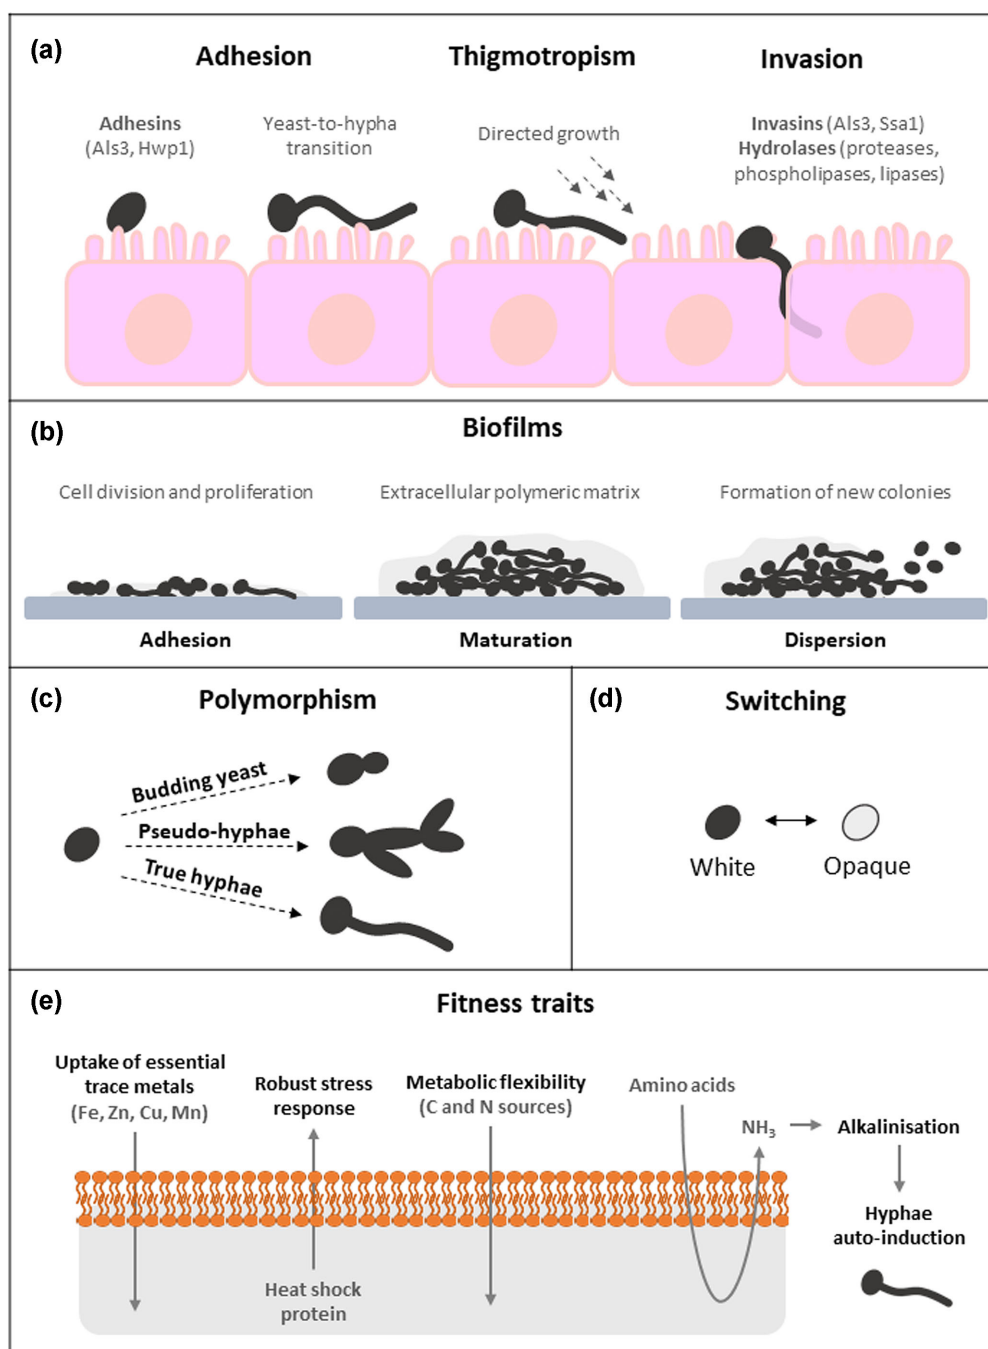 (a)
Adhesion
Thigmotropism
Invasion
Adhesins
(Als3, Hwp1)
Yeast-to-hypha
transition
Directed growth
Invasins (Als3, Ssa1)
Hydrolases (proteases,
phospholipases, lipases)
(b)
Biofilms
Cell division and proliferation
Extracellular polymeric matrix
Formation of new colonies
Adhesion
Maturation
Dispersion
(c)
Polymorphism
Budding yeast
Pseudo-hyphae
True hyphae
(d)
Switching
White
Opaque
(e)
Fitness traits
Uptake of essential
trace metals
(Fe, Zn, Cu, Mn)
Robust stress
response
Metabolic flexibility
(C and N sources)
Amino acids
NH₃
Alkalinisation
Hyphae
auto-induction
Heat shock
protein